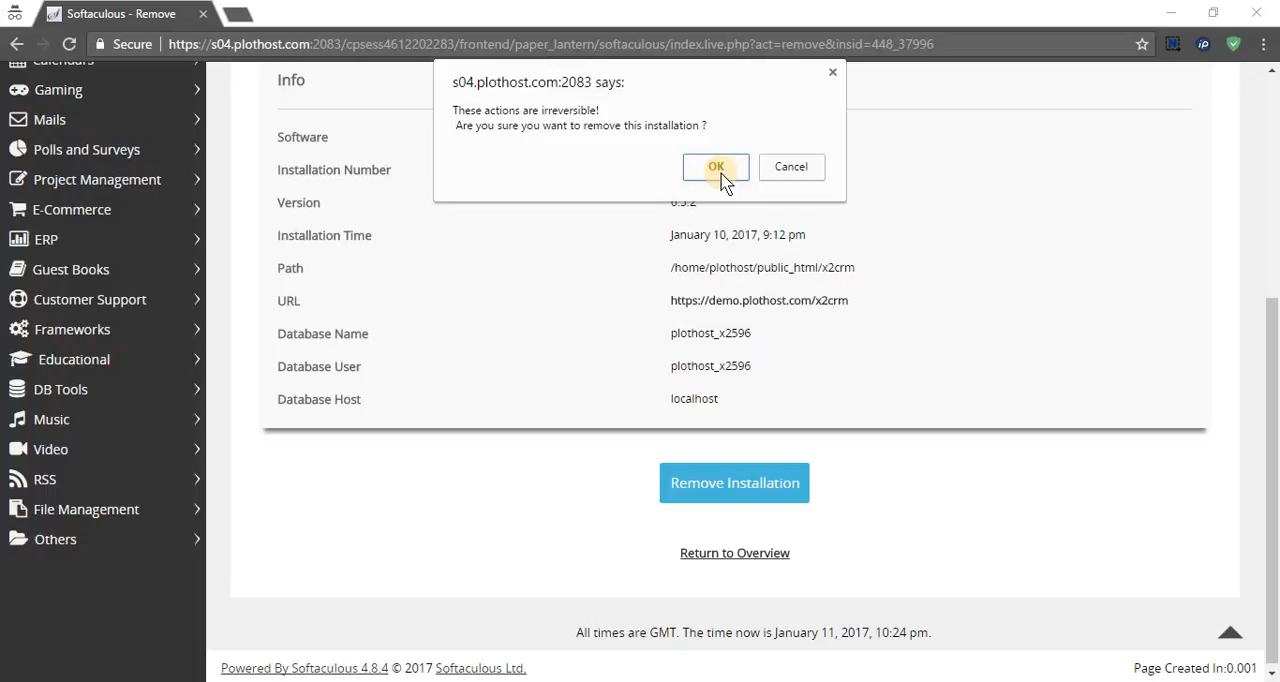 Softaculous - Remove
Secure https://s04.plothost.com:2083/cpsess4612202283/frontend/paper_lantern/softaculous/index.live.php?act=remove&insid=448_37996
s04.plothost.com:2083 says:
These actions are irreversible!
Are you sure you want to remove this installation ?
OK
Cancel
Calendars
Gaming
Mails
Polls and Surveys
Project Management
E-Commerce
ERP
Guest Books
Customer Support
Frameworks
Educational
DB Tools
Music
Video
RSS
File Management
Others
Info
Software
Installation Number
Version 6.5.2
Installation Time January 10, 2017, 9:12 pm
Path /home/plothost/public_html/x2crm
URL https://demo.plothost.com/x2crm
Database Name plothost_x2596
Database User plothost_x2596
Database Host localhost
Remove Installation
Return to Overview
All times are GMT. The time now is January 11, 2017, 10:24 pm.
Powered By Softaculous 4.8.4 © 2017 Softaculous Ltd.
Page Created In:0.001